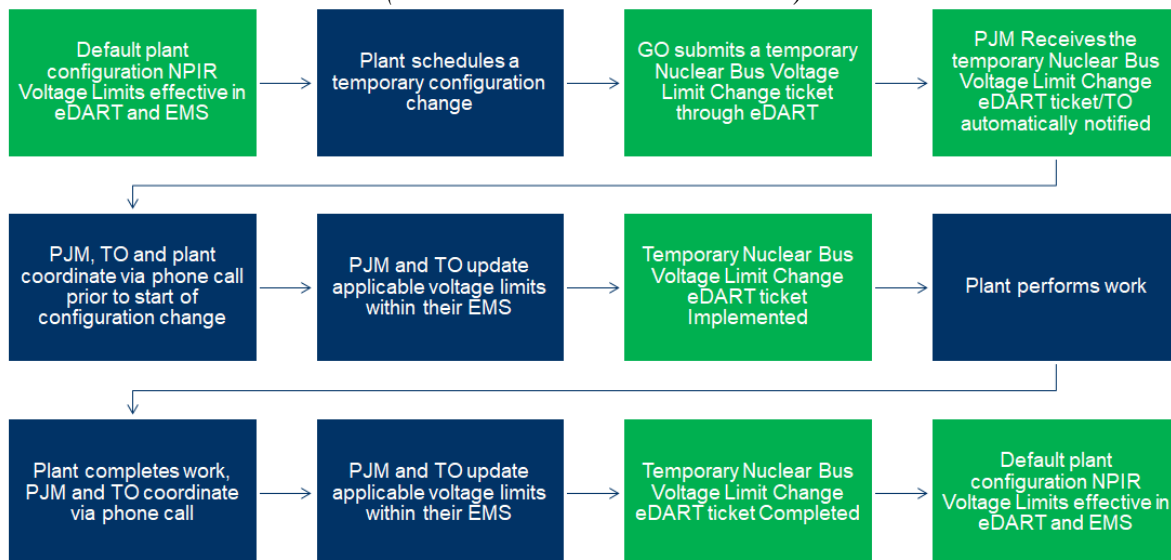 Default plant
configuration NPIR
Voltage Limits effective in
eDART and EMS
Plant schedules a
temporary configuration
change
GO submits a temporary
Nuclear Bus Voltage
Limit Change ticket
through eDART
PJM Receives the
temporary Nuclear Bus
Voltage Limit Change
eDART ticket/TO
automatically notified
PJM, TO and plant
coordinate via phone call
prior to start of
configuration change
PJM and TO update
applicable voltage limits
within their EMS
Temporary Nuclear Bus
Voltage Limit Change
eDART ticket
Implemented
Plant performs work
Plant completes work,
PJM and TO coordinate
via phone call
PJM and TO update
applicable voltage limits
within their EMS
Temporary Nuclear Bus
Voltage Limit Change
eDART ticket Completed
Default plant
configuration NPIR
Voltage Limits effective in
eDART and EMS